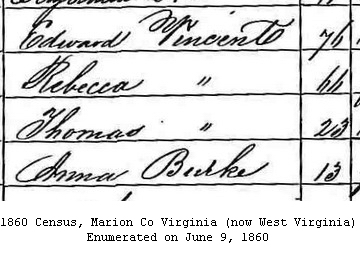 Edward Vincent 76
Rebecca " 66
Thomas " 23
Anna Burke 13
1860 Census, Marion Co Virginia (now West Virginia)
Enumerated on June 9, 1860